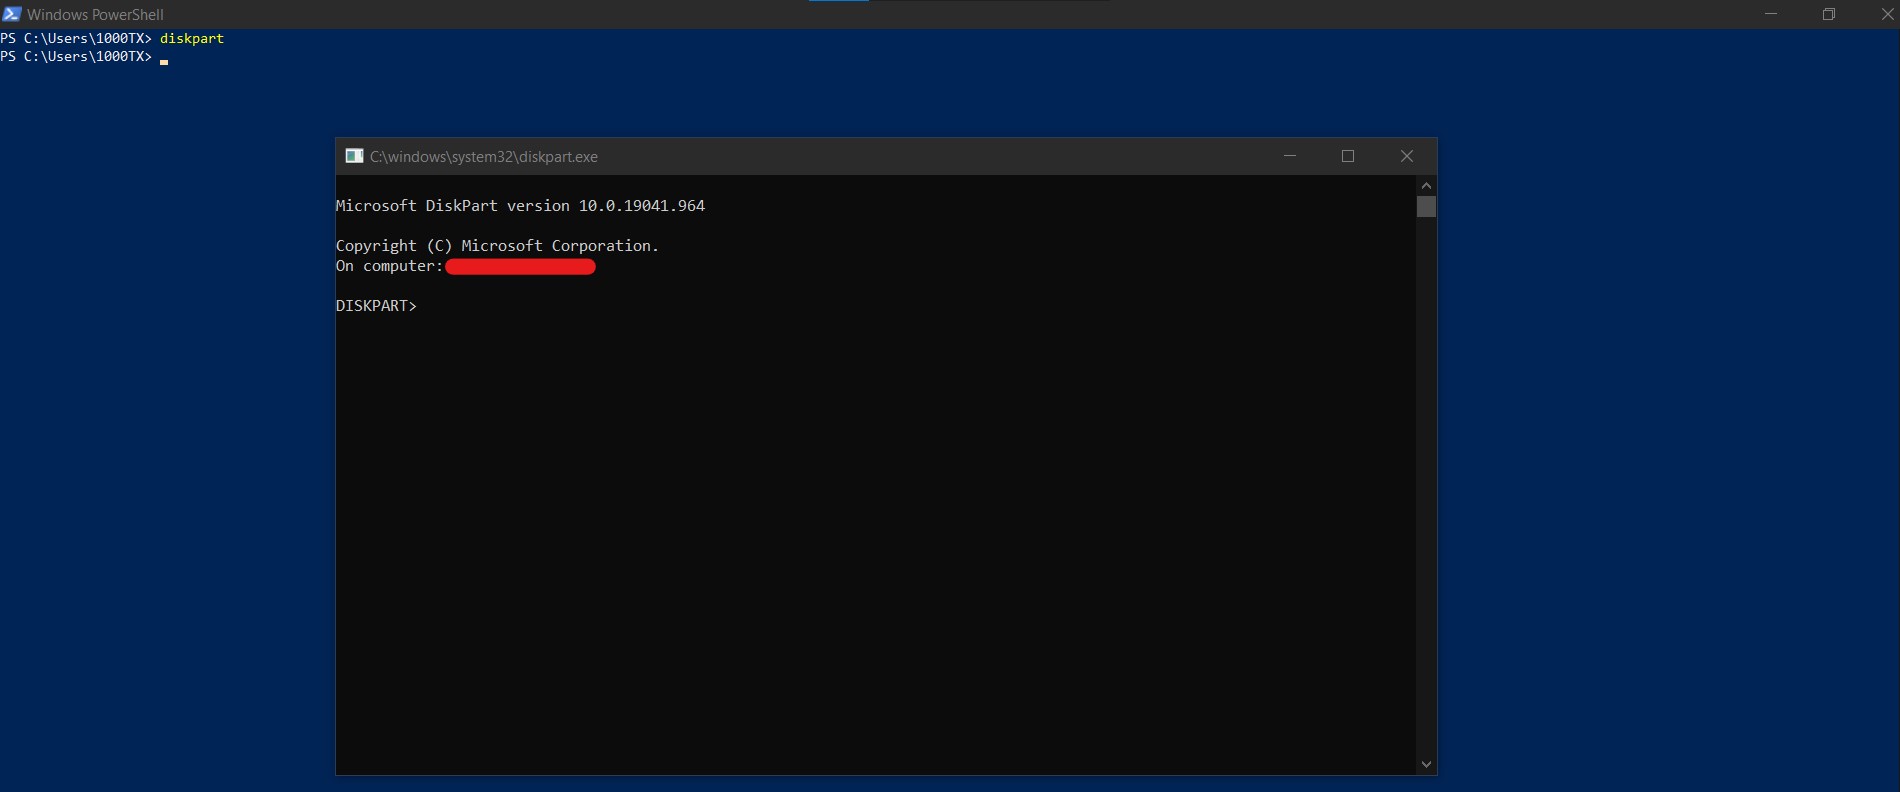 Windows PowerShell
PS C:\Users\1000TX> diskpart
PS C:\Users\1000TX>
C:\windows\system32\diskpart.exe
Microsoft DiskPart version 10.0.19041.964
Copyright (C) Microsoft Corporation.
On computer:
DISKPART>